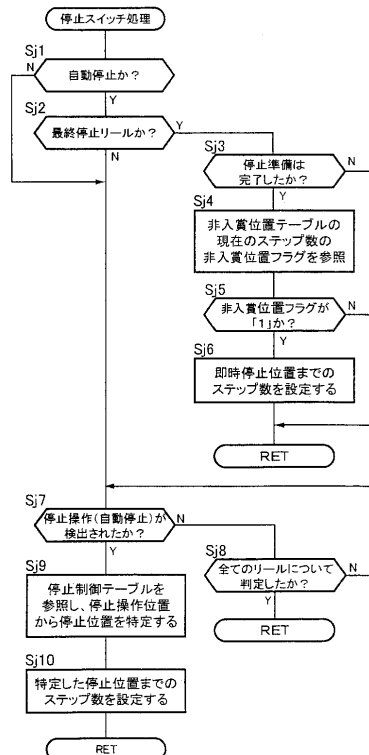 停止スイッチ処理
Sj1
N
自動停止か？
Y
Sj2
最終停止リールか？
Y
N
Sj3
停止準備は
完了したか？
N
Y
Sj4
非入賞位置テーブルの
現在のステップ数の
非入賞位置フラグを参照
Sj5
非入賞位置フラグが
「1」か？
N
Y
Sj6
即時停止位置までの
ステップ数を設定する
RET
Sj7
停止操作(自動停止)が
検出されたか？
N
Y
Sj8
全てのリールについて
判定したか？
N
Y
RET
Sj9
停止制御テーブルを
参照し、停止操作位置
から停止位置を特定する
Sj10
特定した停止位置までの
ステップ数を設定する
RET